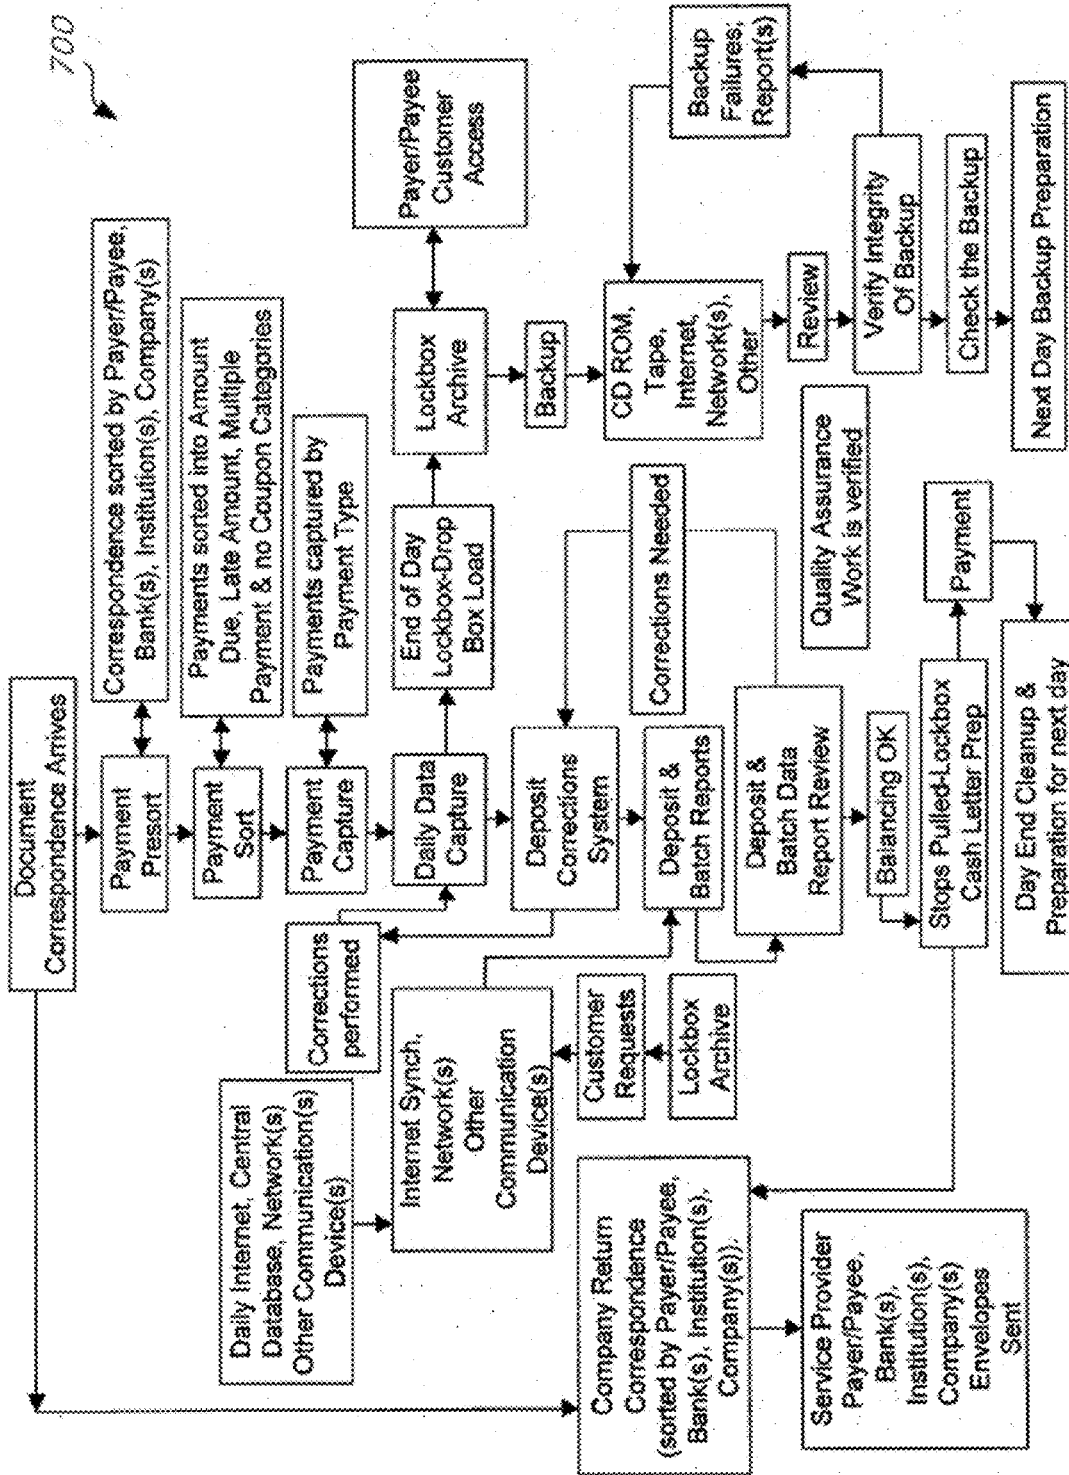 700
Document
Correspondence Arrives
Payment
Presort
Correspondence sorted by Payer/Payee,
Bank(s), Institution(s), Company(s)
Payment
Sort
Payments sorted into Amount
Due, Late Amount, Multiple
Payment & no Coupon Categories
Payment
Capture
Payments captured by
Payment Type
Corrections
performed
Daily Data
Capture
End of Day
Lockbox-Drop
Box Load
Lockbox
Archive
Payer/Payee
Customer
Access
Daily Internet, Central
Database, Network(s)
Other Communication(s)
Device(s)
Internet Synch,
Network(s)
Other
Communication
Device(s)
Deposit
Corrections
System
Corrections Needed
Backup
Customer
Requests
Lockbox
Archive
Deposit &
Batch Reports
CD ROM,
Tape,
Internet,
Network(s),
Other
Backup
Failures;
Report(s)
Company Return
Correspondence
(sorted by Payer/Payee,
Bank(s), Institution(s),
Company(s)).
Deposit &
Batch Data
Report Review
Quality Assurance
Work is verified
Review
Verify Integrity
Of Backup
Balancing OK
Stops Pulled-Lockbox
Cash Letter Prep
Payment
Check the Backup
Service Provider
Payer/Payee,
Bank(s),
Institution(s),
Company(s)
Envelopes
Sent
Day End Cleanup &
Preparation for next day
Next Day Backup Preparation